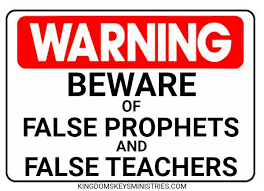 WARNING
BEWARE
OF
FALSE PROPHETS
AND
FALSE TEACHERS
KINGDOMSKEYSMINISTRIES.COM